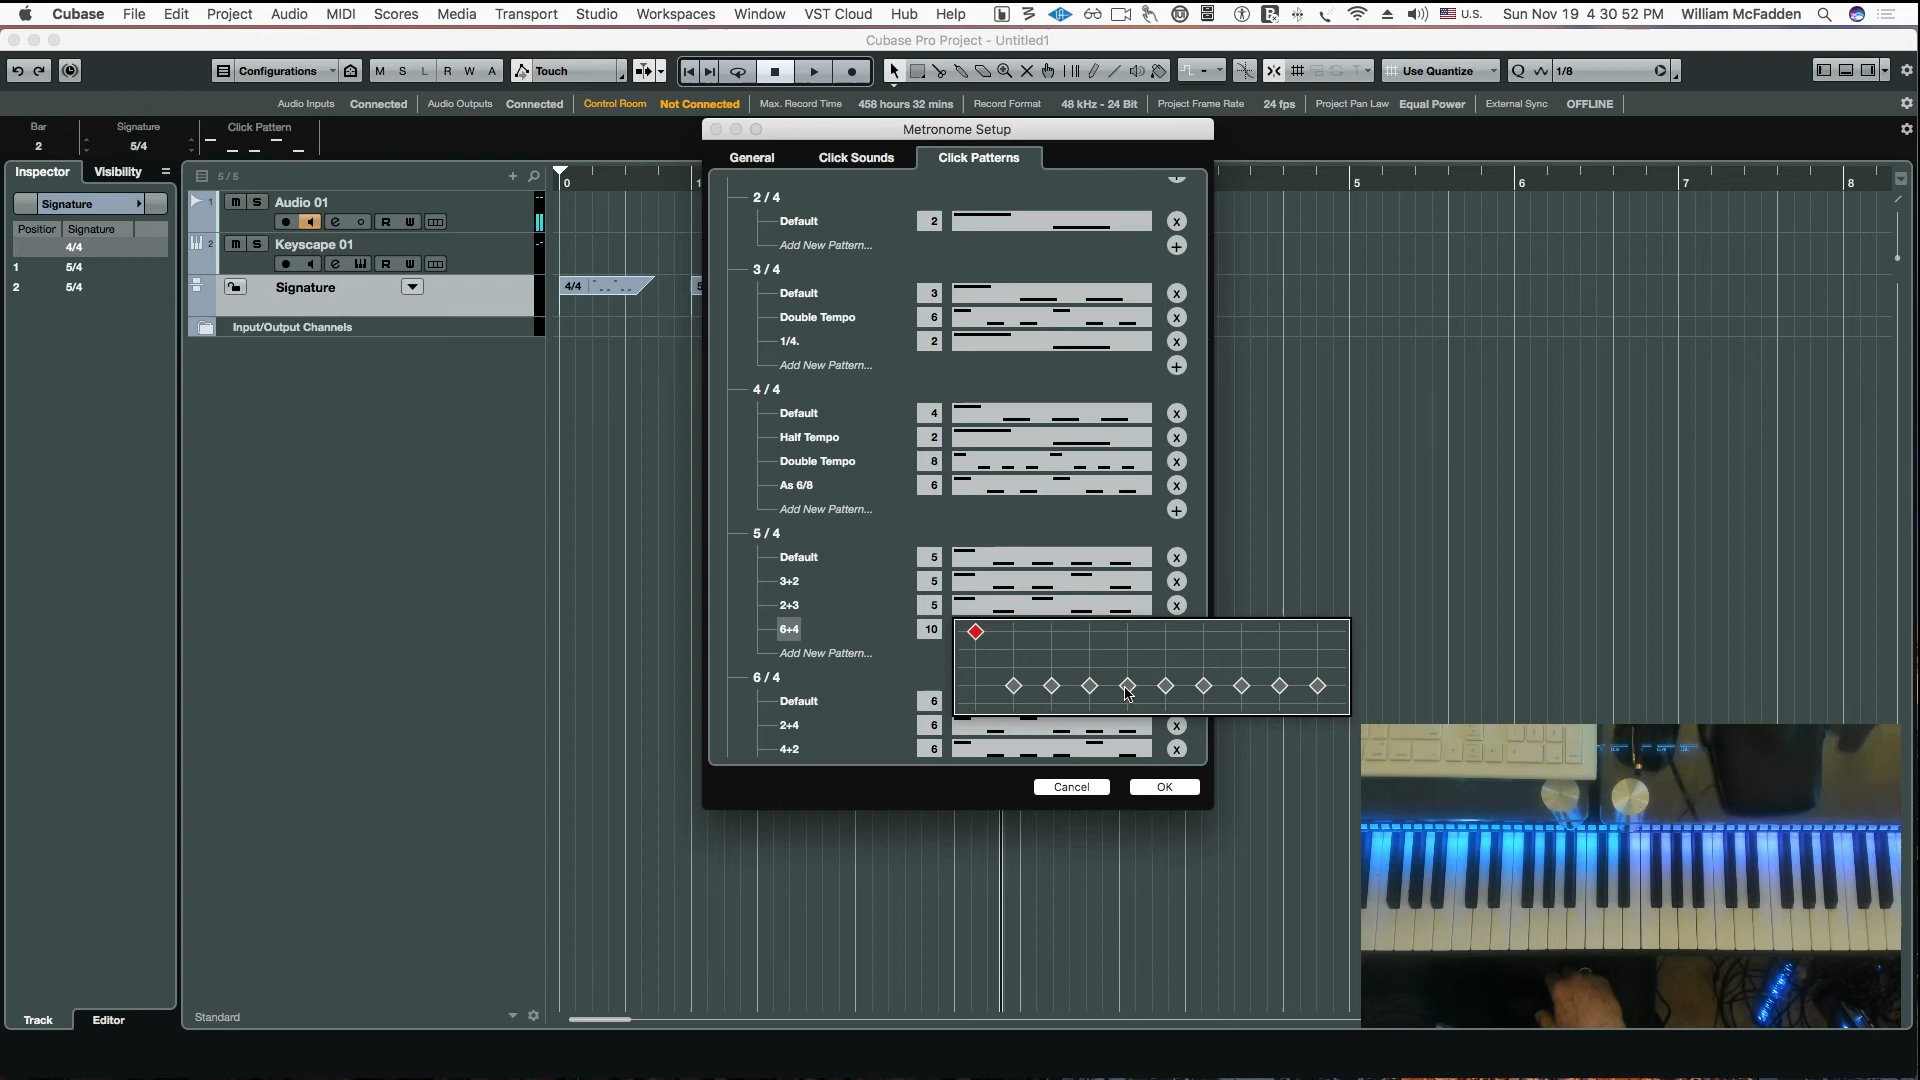 Cubase File Edit Project Audio MIDI Scores Media Transport Studio Workspaces Window VST Cloud Hub Help U.S. Sun Nov 19 4 30 52 PM William McFadden
Cubase Pro Project - Untitled1
Configurations M S L R W A Touch Use Quantize Q 1/8
Audio Inputs Connected Audio Outputs Connected Control Room Not Connected Max. Record Time 458 hours 32 mins Record Format 48 kHz - 24 Bit Project Frame Rate 24 fps Project Pan Law Equal Power External Sync OFFLINE
Bar Signature Click Pattern
2 5/4
Metronome Setup
General Click Sounds Click Patterns
Inspector Visibility
5 / 5
0 1 5 6 7 8
Signature
Position Signature
4/4
1 5/4
2 5/4
1 m S Audio 01
e R W
2 m S Keyscape 01
e R W
Signature
4/4 5
Input/Output Channels
2 / 4
Default 2 X
Add New Pattern... +
3 / 4
Default 3 X
Double Tempo 6 X
1/4. 2 X
Add New Pattern... +
4 / 4
Default 4 X
Half Tempo 2 X
Double Tempo 8 X
As 6/8 6 X
Add New Pattern... +
5 / 4
Default 5 X
3+2 5 X
2+3 5 X
6+4 10
Add New Pattern...
6 / 4
Default 6
2+4 6 X
4+2 6 X
Cancel OK
Standard
Track Editor